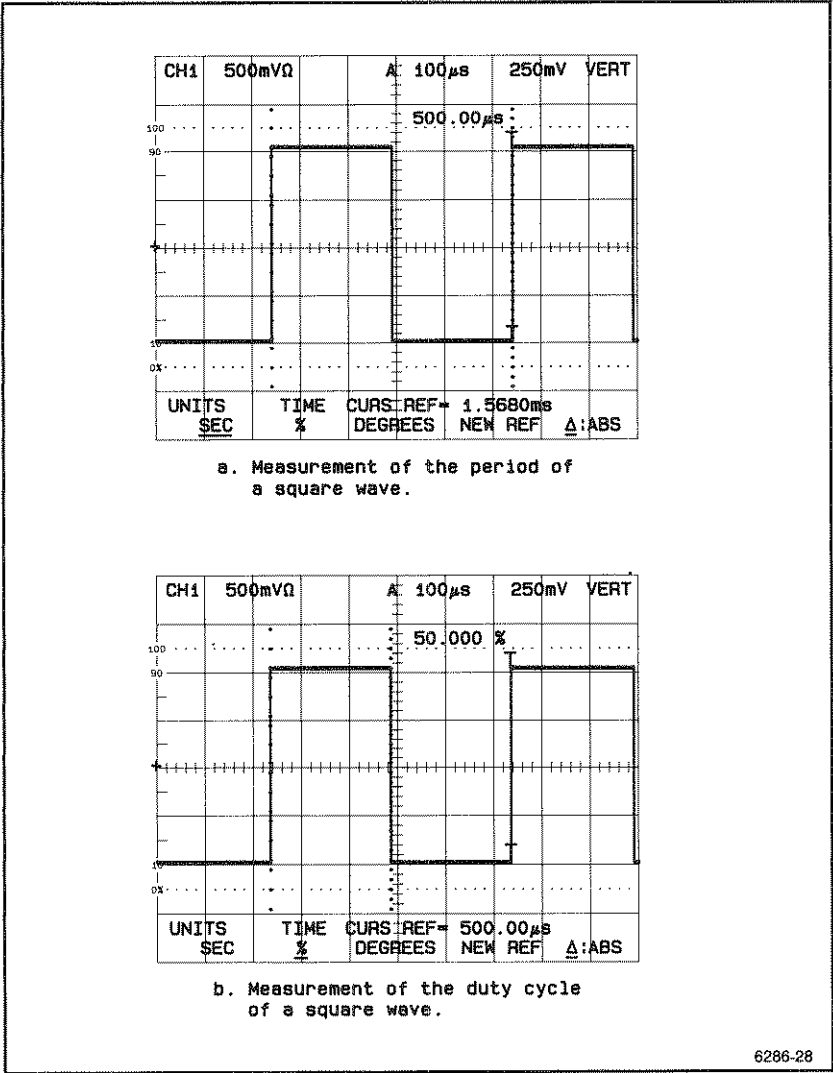 CH1 500mVΩ A 100µs 250mV VERT
500.00µs
100
90
10
0%
UNITS TIME CURS REF= 1.5680ms
SEC % DEGREES NEW REF Δ:ABS
a. Measurement of the period of
a square wave.
CH1 500mVΩ A 100µs 250mV VERT
50.000 %
100
90
10
0%
UNITS TIME CURS REF= 500.00µs
SEC % DEGREES NEW REF Δ:ABS
b. Measurement of the duty cycle
of a square wave.
6286-28